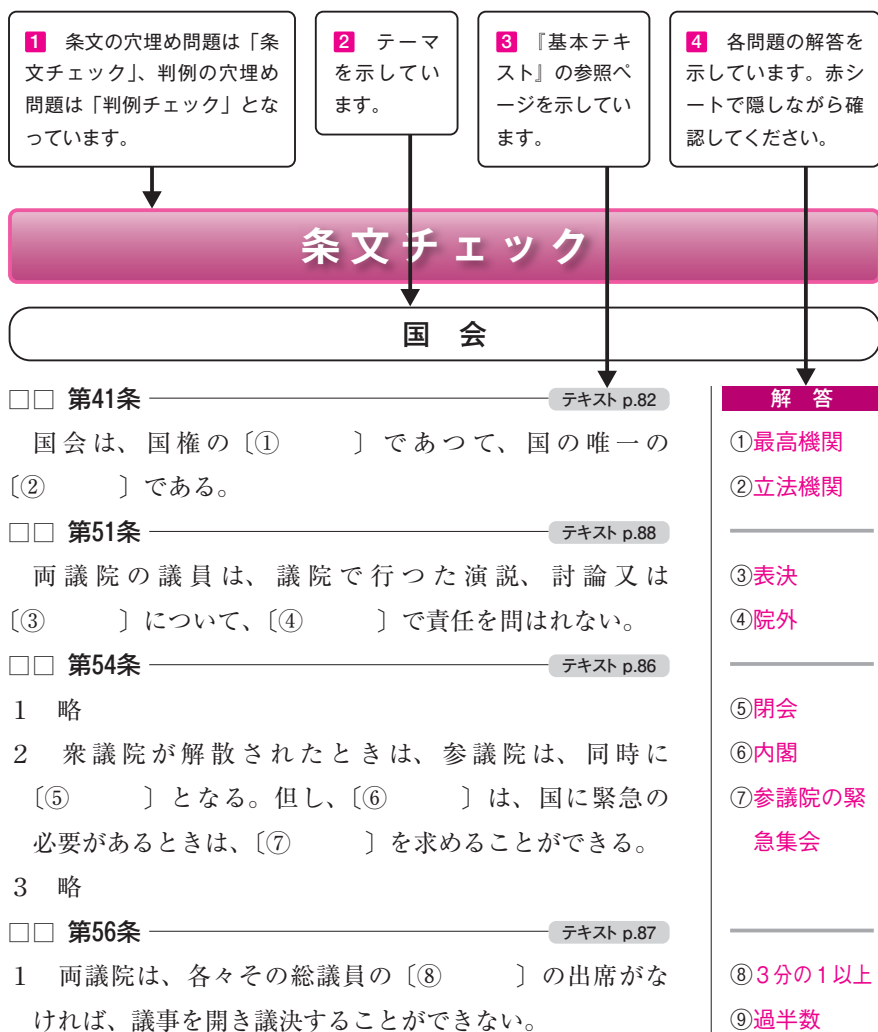 1 条文の穴埋め問題は「条
文チェック」、判例の穴埋め
問題は「判例チェック」とな
っています。
2 テーマ
を示してい
ます。
3 『基本テキ
スト』の参照ペ
ージを示してい
ます。
4 各問題の解答を
示しています。赤シ
ートで隠しながら確
認してください。
条文チェック
国 会
□□ 第41条 テキスト p.82
国会は、国権の〔① 〕であつて、国の唯一の
〔② 〕である。
□□ 第51条 テキスト p.88
両議院の議員は、議院で行つた演説、討論又は
〔③ 〕について、〔④ 〕で責任を問はれない。
□□ 第54条 テキスト p.86
1 略
2 衆議院が解散されたときは、参議院は、同時に
〔⑤ 〕となる。但し、〔⑥ 〕は、国に緊急の
必要があるときは、〔⑦ 〕を求めることができる。
3 略
□□ 第56条 テキスト p.87
1 両議院は、各々その総議員の〔⑧ 〕の出席がな
ければ、議事を開き議決することができない。
解 答
①最高機関
②立法機関
③表決
④院外
⑤閉会
⑥内閣
⑦参議院の緊
急集会
⑧3分の1以上
⑨過半数